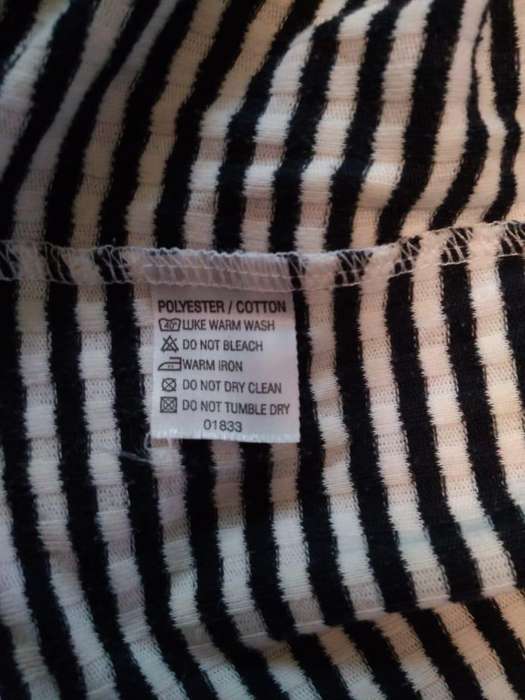 POLYESTER / COTTON
LUKE WARM WASH
DO NOT BLEACH
WARM IRON
DO NOT DRY CLEAN
DO NOT TUMBLE DRY
01833